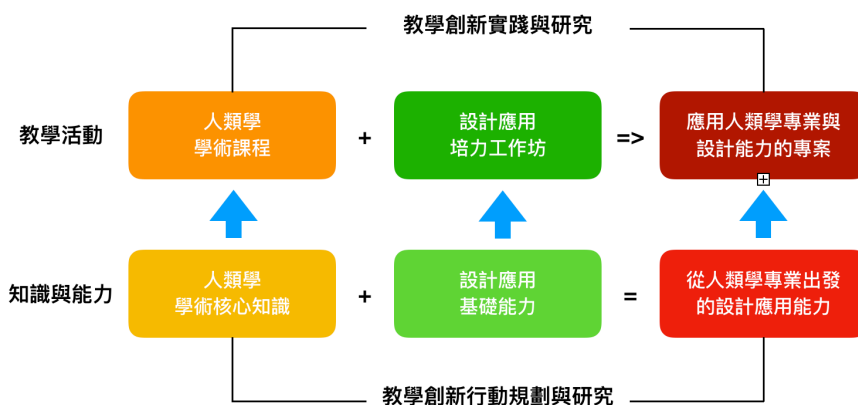 教學創新實踐與研究
教學活動
人類學
學術課程
+
設計應用
培力工作坊
=>
應用人類學專業與
設計能力的專案
知識與能力
人類學
學術核心知識
+
設計應用
基礎能力
=
從人類學專業出發
的設計應用能力
教學創新行動規劃與研究